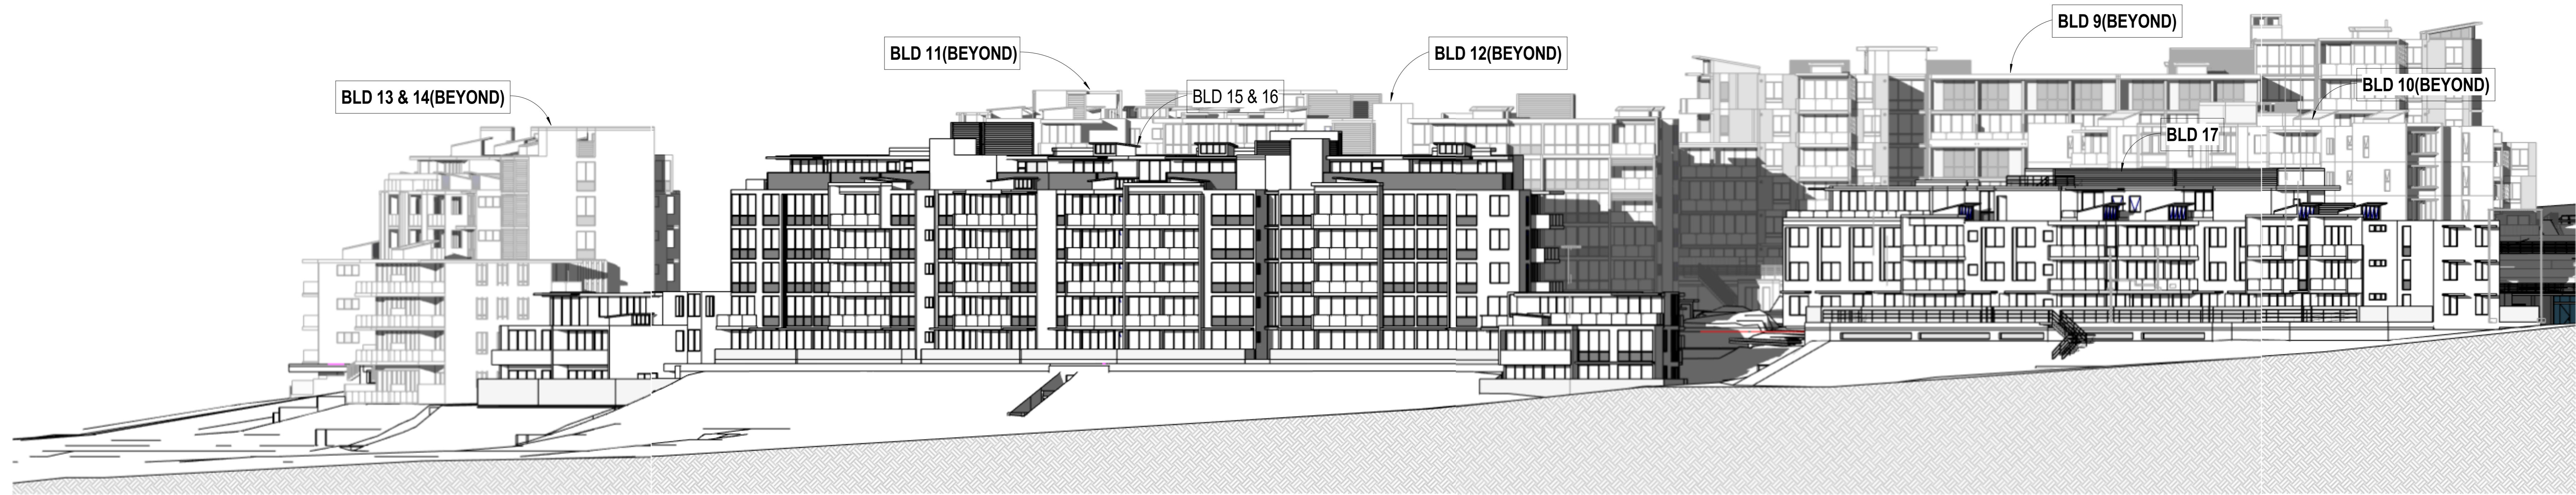 BLD 9(BEYOND)
BLD 11(BEYOND)
BLD 12(BEYOND)
BLD 13 & 14(BEYOND)
BLD 15 & 16
BLD 10(BEYOND)
BLD 17